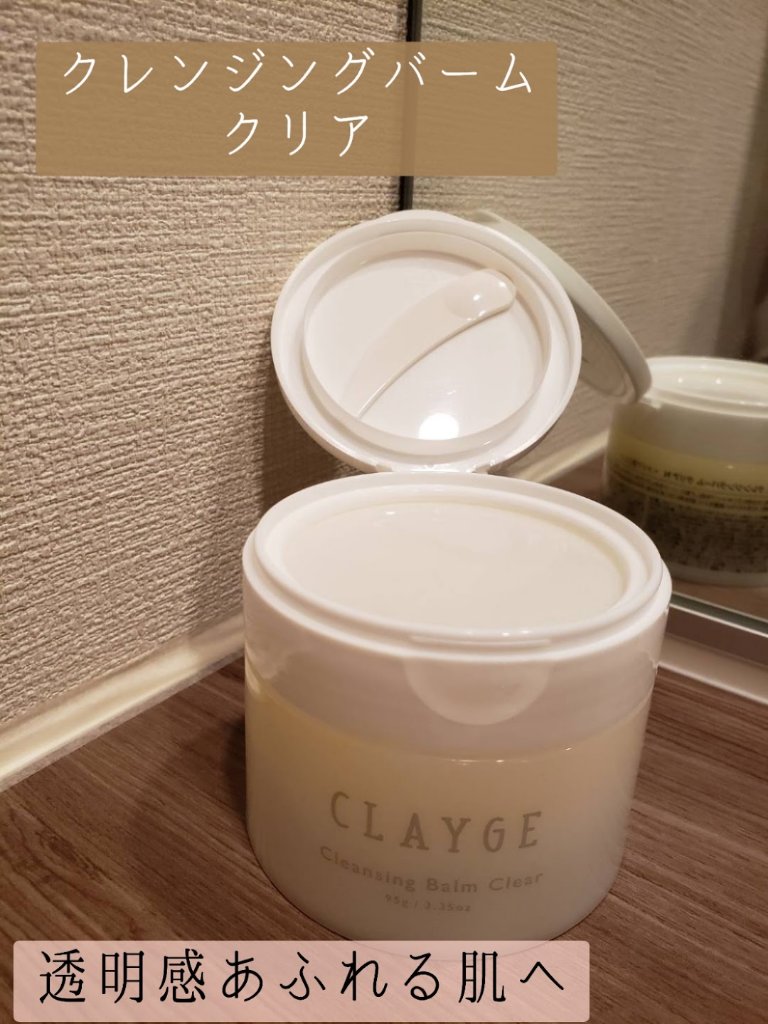 クレンジングバーム
クリア
CLAYGE
Cleansing Balm Clear
95g / 3.35oz
透明感あふれる肌へ